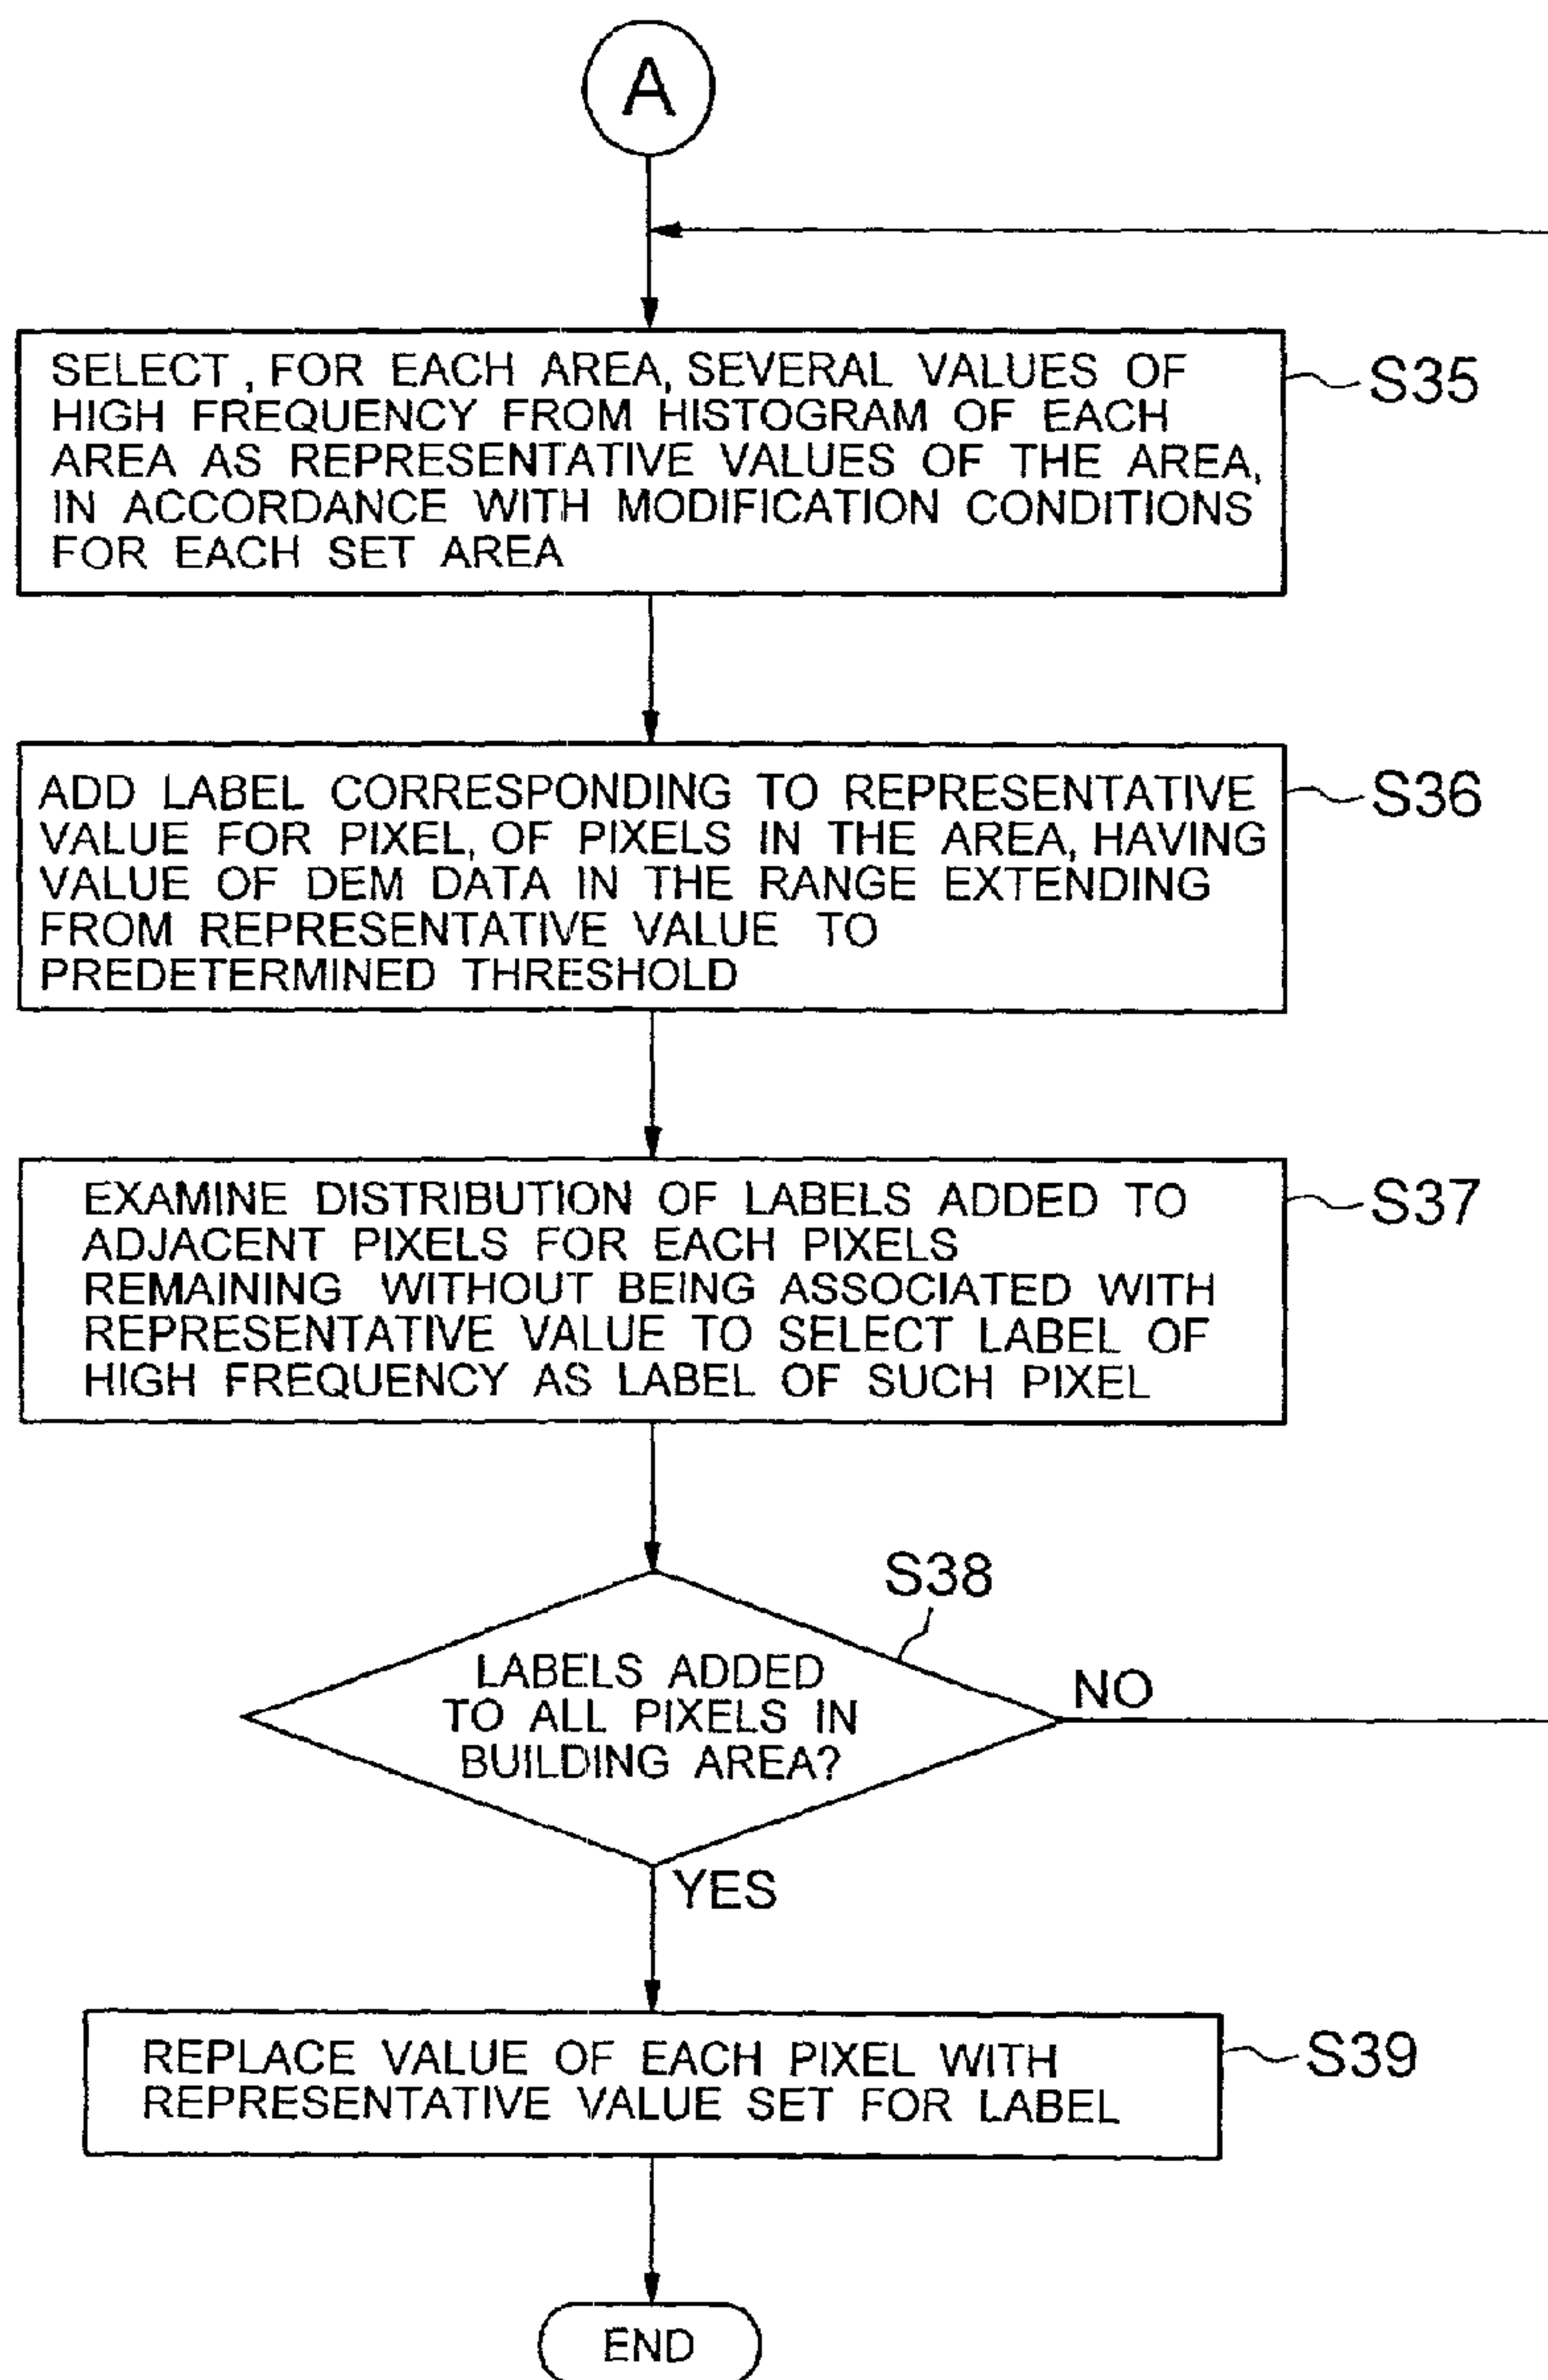 A
SELECT, FOR EACH AREA, SEVERAL VALUES OF
HIGH FREQUENCY FROM HISTOGRAM OF EACH
AREA AS REPRESENTATIVE VALUES OF THE AREA,
IN ACCORDANCE WITH MODIFICATION CONDITIONS
FOR EACH SET AREA
S35
ADD LABEL CORRESPONDING TO REPRESENTATIVE
VALUE FOR PIXEL, OF PIXELS IN THE AREA, HAVING
VALUE OF DEM DATA IN THE RANGE EXTENDING
FROM REPRESENTATIVE VALUE TO
PREDETERMINED THRESHOLD
S36
EXAMINE DISTRIBUTION OF LABELS ADDED TO
ADJACENT PIXELS FOR EACH PIXELS
REMAINING WITHOUT BEING ASSOCIATED WITH
REPRESENTATIVE VALUE TO SELECT LABEL OF
HIGH FREQUENCY AS LABEL OF SUCH PIXEL
S37
S38
LABELS ADDED
TO ALL PIXELS IN
BUILDING AREA?
NO
YES
REPLACE VALUE OF EACH PIXEL WITH
REPRESENTATIVE VALUE SET FOR LABEL
S39
END